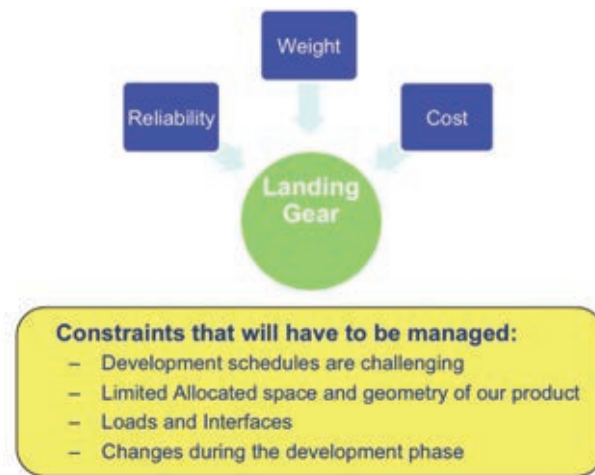 Weight
Reliability
Cost
Landing
Gear
Constraints that will have to be managed:
– Development schedules are challenging
– Limited Allocated space and geometry of our product
– Loads and Interfaces
– Changes during the development phase